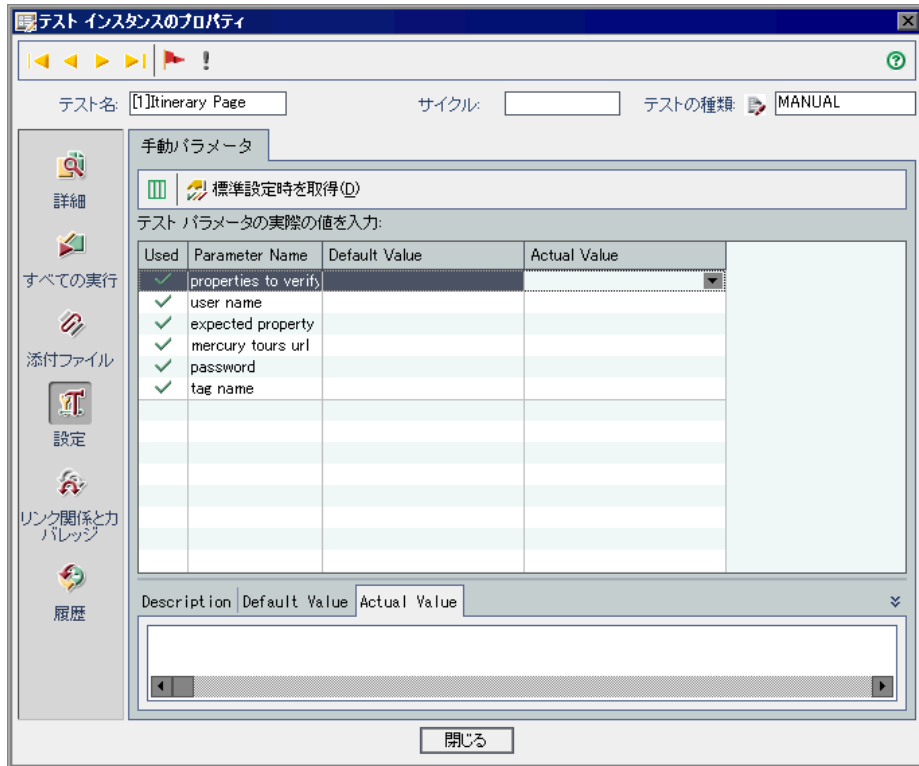 テスト インスタンスのプロパティ
テスト名: [1]Itinerary Page サイクル: テストの種類: MANUAL
詳細
すべての実行
添付ファイル
設定
リンク関係とカ
バレッジ
履歴
手動パラメータ
標準設定時を取得(D)
テスト パラメータの実際の値を入力:
Used Parameter Name Default Value Actual Value
properties to verify
user name
expected property
mercury tours url
password
tag name
Description Default Value Actual Value
閉じる